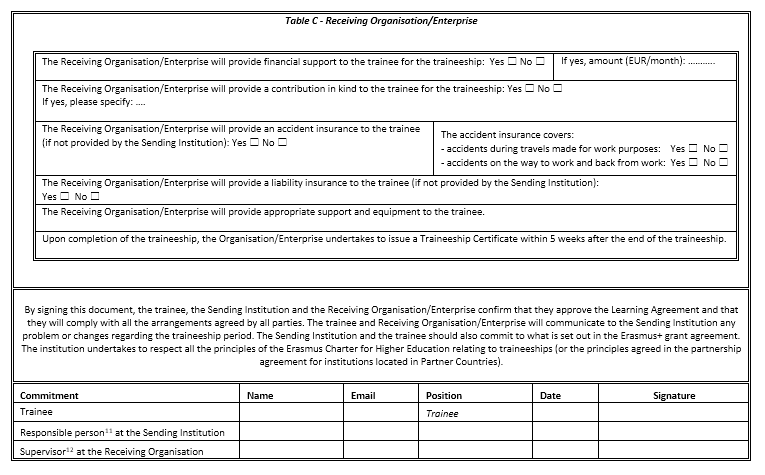 Table C - Receiving Organisation/Enterprise
The Receiving Organisation/Enterprise will provide financial support to the trainee for the traineeship: Yes ☐ No ☐
If yes, amount (EUR/month): ...........
The Receiving Organisation/Enterprise will provide a contribution in kind to the trainee for the traineeship: Yes ☐ No ☐
If yes, please specify: ....
The Receiving Organisation/Enterprise will provide an accident insurance to the trainee
(if not provided by the Sending Institution): Yes ☐ No ☐
The accident insurance covers:
- accidents during travels made for work purposes: Yes ☐ No ☐
- accidents on the way to work and back from work: Yes ☐ No ☐
The Receiving Organisation/Enterprise will provide a liability insurance to the trainee (if not provided by the Sending Institution):
Yes ☐ No ☐
The Receiving Organisation/Enterprise will provide appropriate support and equipment to the trainee.
Upon completion of the traineeship, the Organisation/Enterprise undertakes to issue a Traineeship Certificate within 5 weeks after the end of the traineeship.
By signing this document, the trainee, the Sending Institution and the Receiving Organisation/Enterprise confirm that they approve the Learning Agreement and that
they will comply with all the arrangements agreed by all parties. The trainee and Receiving Organisation/Enterprise will communicate to the Sending Institution any
problem or changes regarding the traineeship period. The Sending Institution and the trainee should also commit to what is set out in the Erasmus+ grant agreement.
The institution undertakes to respect all the principles of the Erasmus Charter for Higher Education relating to traineeships (or the principles agreed in the partnership
agreement for institutions located in Partner Countries).
Commitment Name Email Position Date Signature
Trainee Trainee
Responsible person¹¹ at the Sending Institution
Supervisor¹² at the Receiving Organisation